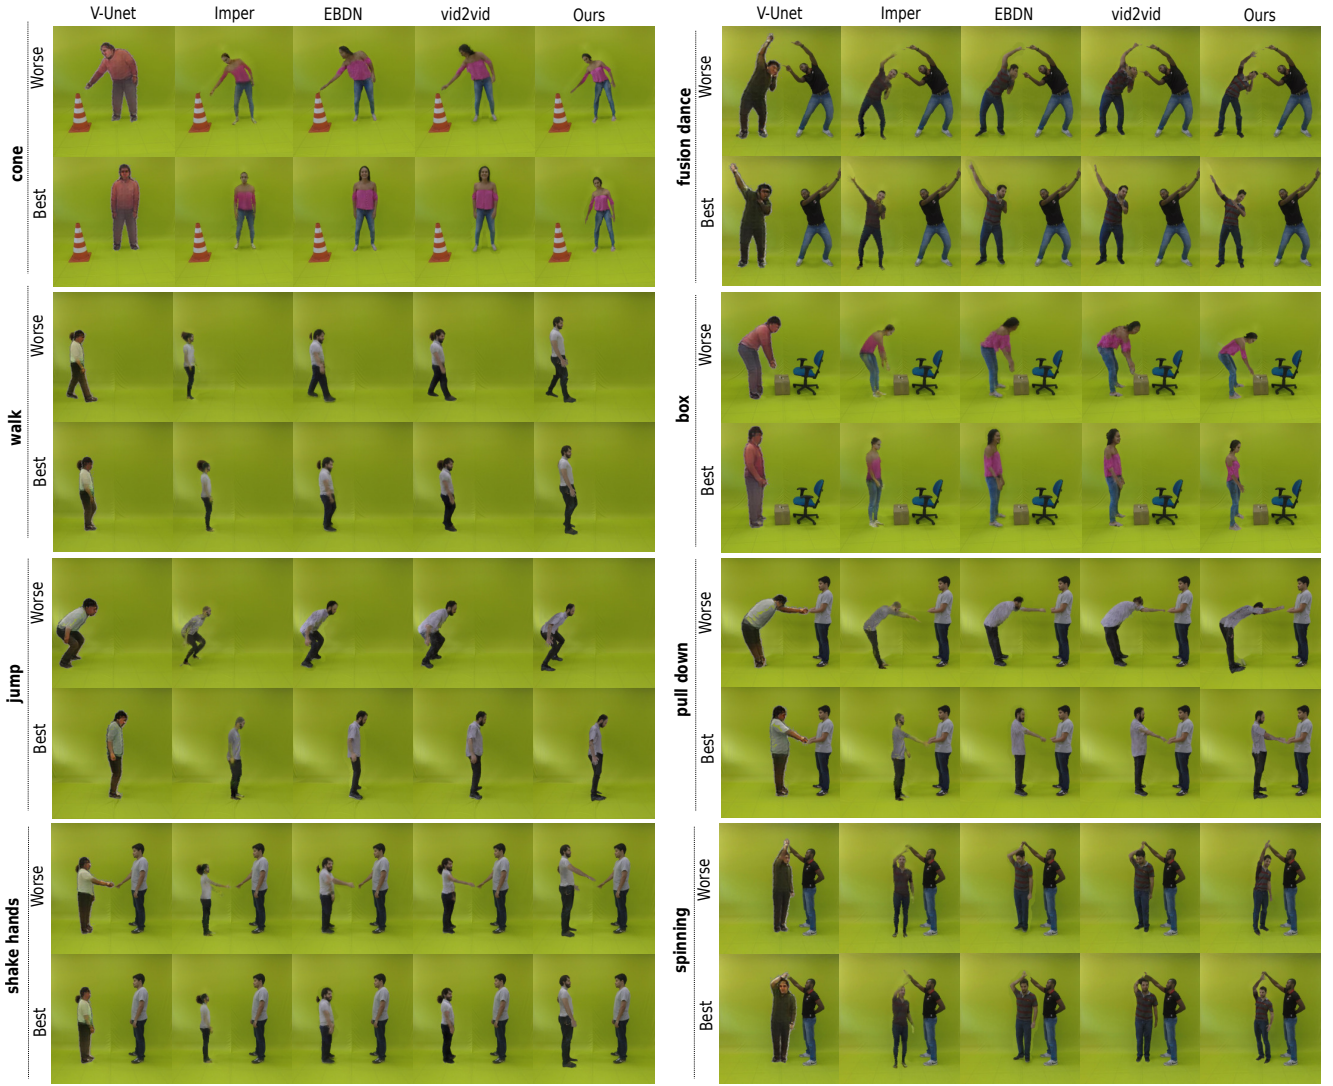 V-Unet Imper EBDN vid2vid Ours
cone
Worse
Best
walk
Worse
Best
jump
Worse
Best
shake hands
Worse
Best
V-Unet Imper EBDN vid2vid Ours
fusion dance
Worse
Best
box
Worse
Best
pull down
Worse
Best
spinning
Worse
Best